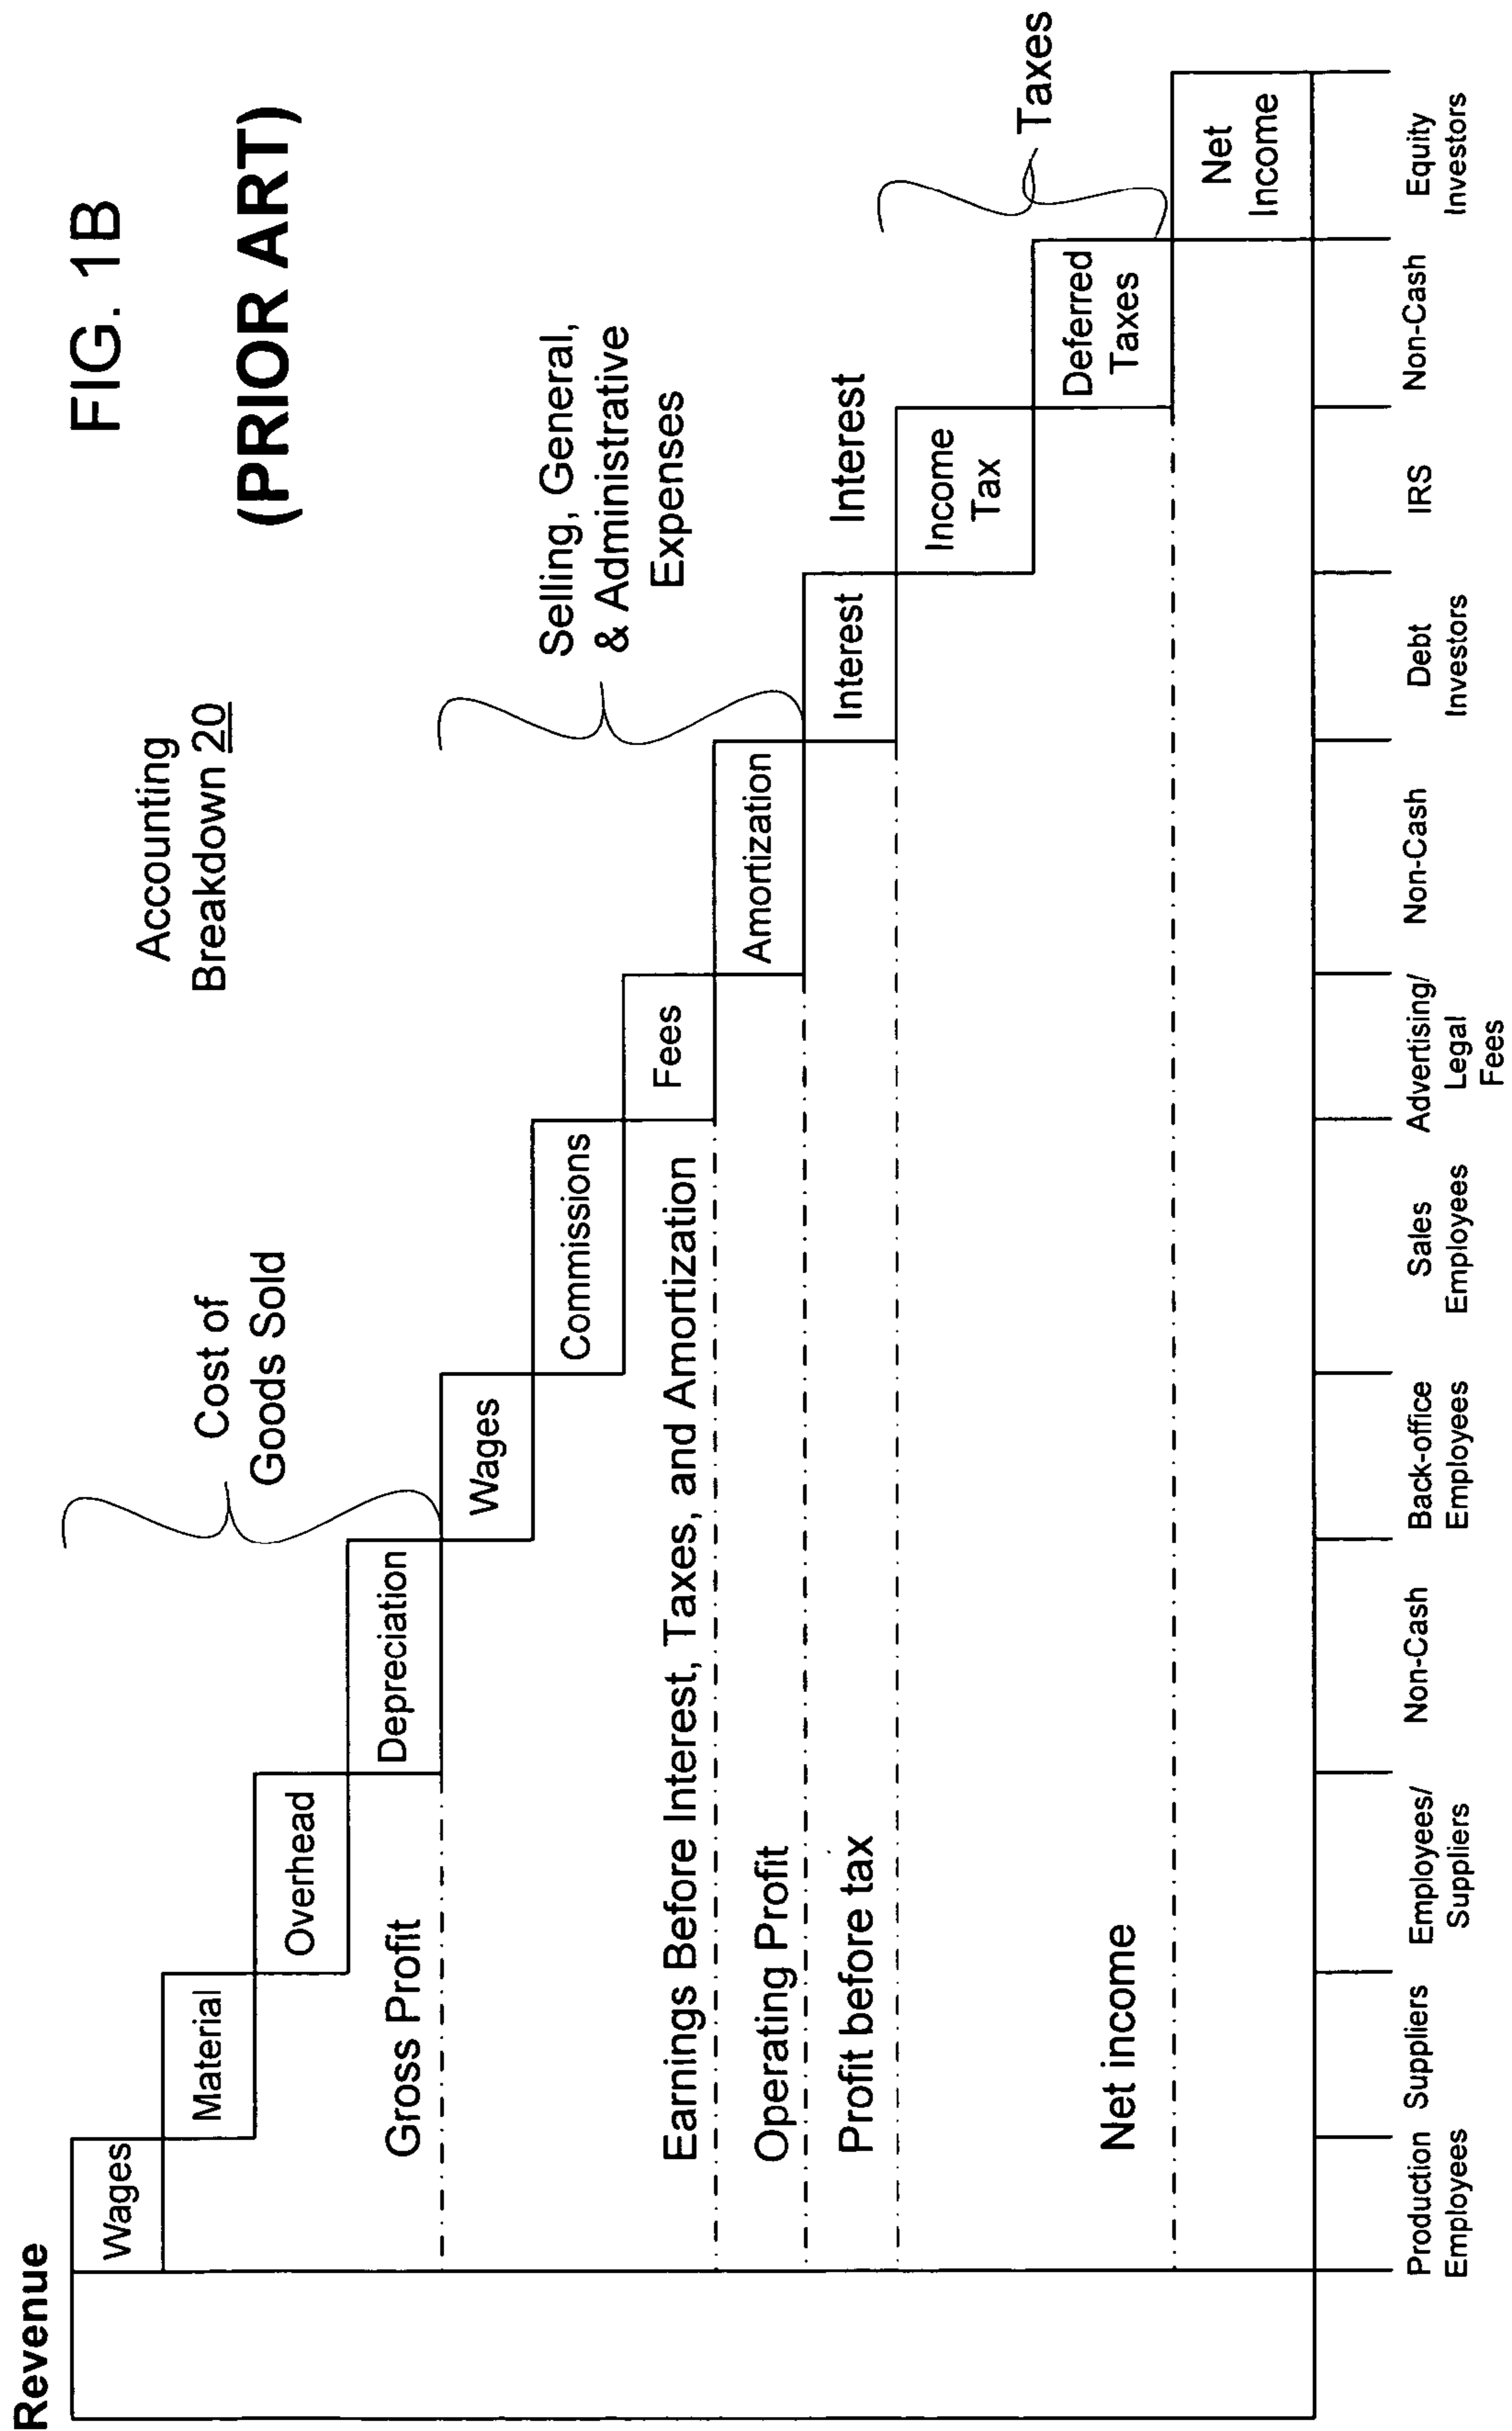 FIG. 1B
(PRIOR ART)
Accounting
Breakdown 20
Revenue
Wages
Material
Overhead
Depreciation
Cost of
Goods Sold
Gross Profit
Wages
Commissions
Fees
Amortization
Selling, General,
& Administrative
Expenses
Earnings Before Interest, Taxes, and Amortization
Operating Profit
Interest
Interest
Profit before tax
Income
Tax
Deferred
Taxes
Taxes
Net income
Net
Income
Production
Employees
Suppliers
Employees/
Suppliers
Non-Cash
Back-office
Employees
Sales
Employees
Advertising/
Legal
Fees
Non-Cash
Debt
Investors
IRS
Non-Cash
Equity
Investors